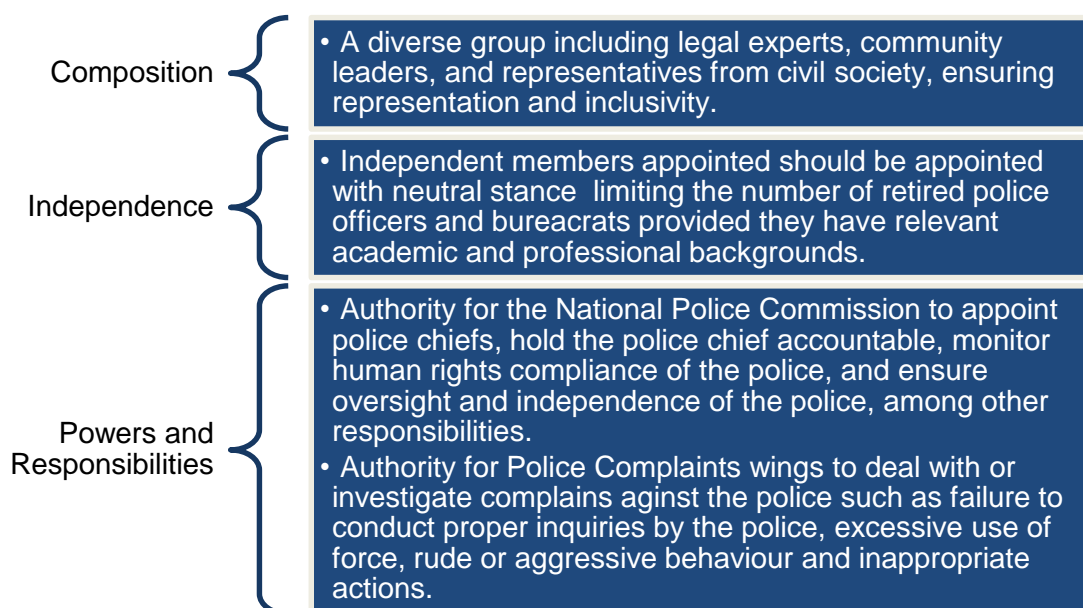 Composition
• A diverse group including legal experts, community
leaders, and representatives from civil society, ensuring
representation and inclusivity.
Independence
• Independent members appointed should be appointed
with neutral stance  limiting the number of retired police
officers and bureacrats provided they have relevant
academic and professional backgrounds.
Powers and
Responsibilities
• Authority for the National Police Commission to appoint
police chiefs, hold the police chief accountable, monitor
human rights compliance of the police, and ensure
oversight and independence of the police, among other
responsibilities.
• Authority for Police Complaints wings to deal with or
investigate complains aginst the police such as failure to
conduct proper inquiries by the police, excessive use of
force, rude or aggressive behaviour and inappropriate
actions.